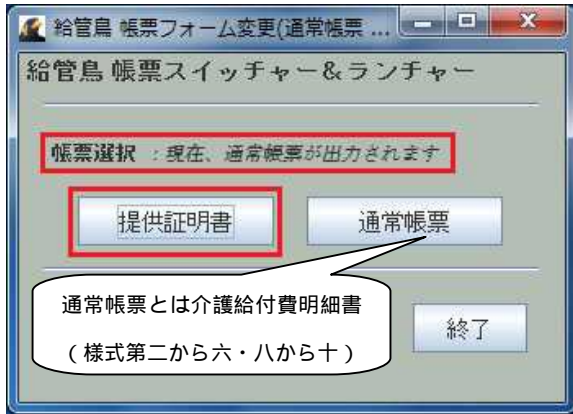 給管鳥 帳票フォーム変更(通常帳票 ...
給管鳥 帳票スイッチャー&ランチャー
帳票選択 : 現在、通常帳票が出力されます
提供証明書 通常帳票
通常帳票とは介護給付費明細書
(様式第二から六・八から十)
終了